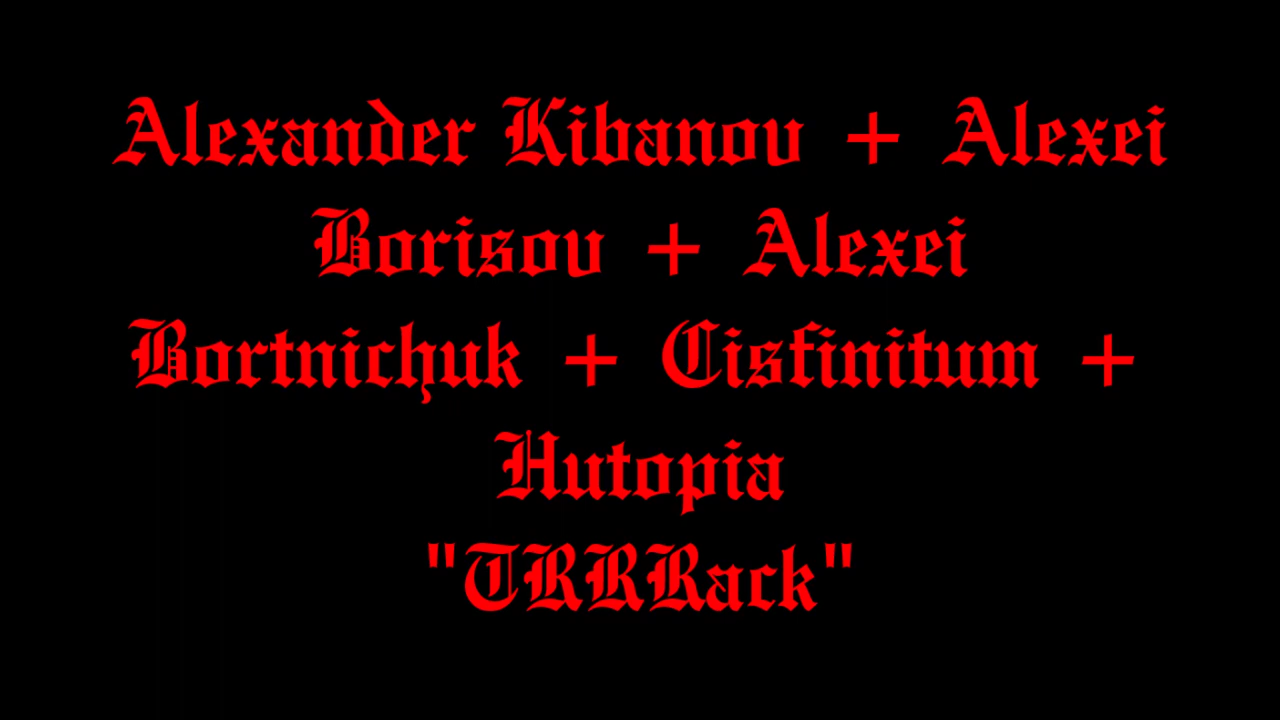 Alexander Kibanov + Alexei
Borisov + Alexei
Bortnichuk + Cisfinitum +
Hutopia
"TRRRack"